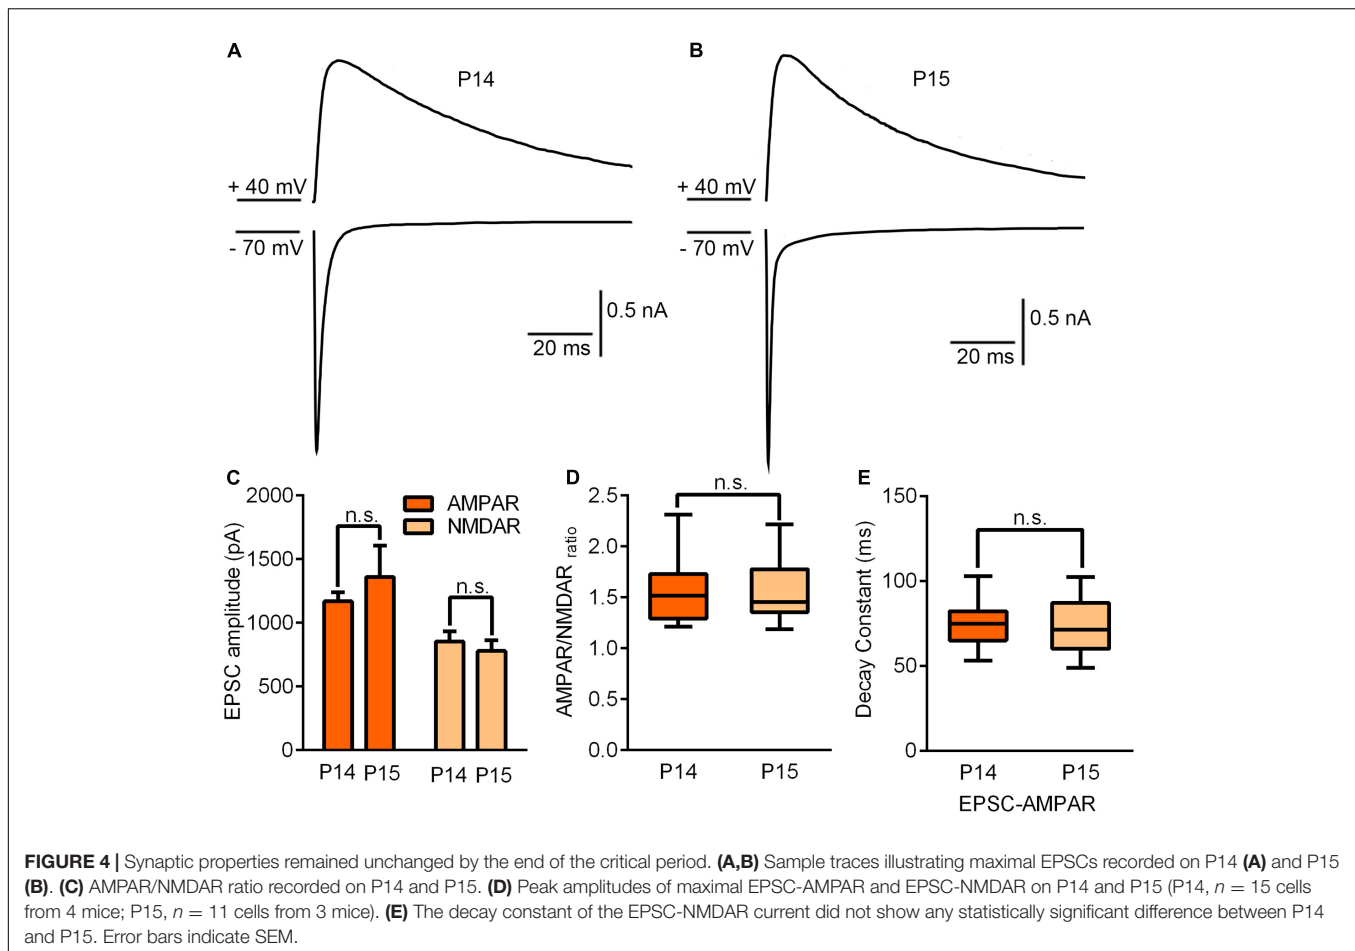 A
B
P14
P15
+ 40 mV
+ 40 mV
- 70 mV
- 70 mV
0.5 nA
0.5 nA
20 ms
20 ms
C
D
E
2000
1500
1000
500
0
EPSC amplitude (pA)
AMPAR
NMDAR
n.s.
n.s.
P14 P15
P14 P15
2.5
2.0
1.5
1.0
0.5
0.0
AMPAR/NMDAR ratio
n.s.
P14
P15
150
100
50
0
Decay Constant (ms)
n.s.
P14
P15
EPSC-AMPAR
FIGURE 4 | Synaptic properties remained unchanged by the end of the critical period. (A,B) Sample traces illustrating maximal EPSCs recorded on P14 (A) and P15
(B). (C) AMPAR/NMDAR ratio recorded on P14 and P15. (D) Peak amplitudes of maximal EPSC-AMPAR and EPSC-NMDAR on P14 and P15 (P14, n = 15 cells
from 4 mice; P15, n = 11 cells from 3 mice). (E) The decay constant of the EPSC-NMDAR current did not show any statistically significant difference between P14
and P15. Error bars indicate SEM.